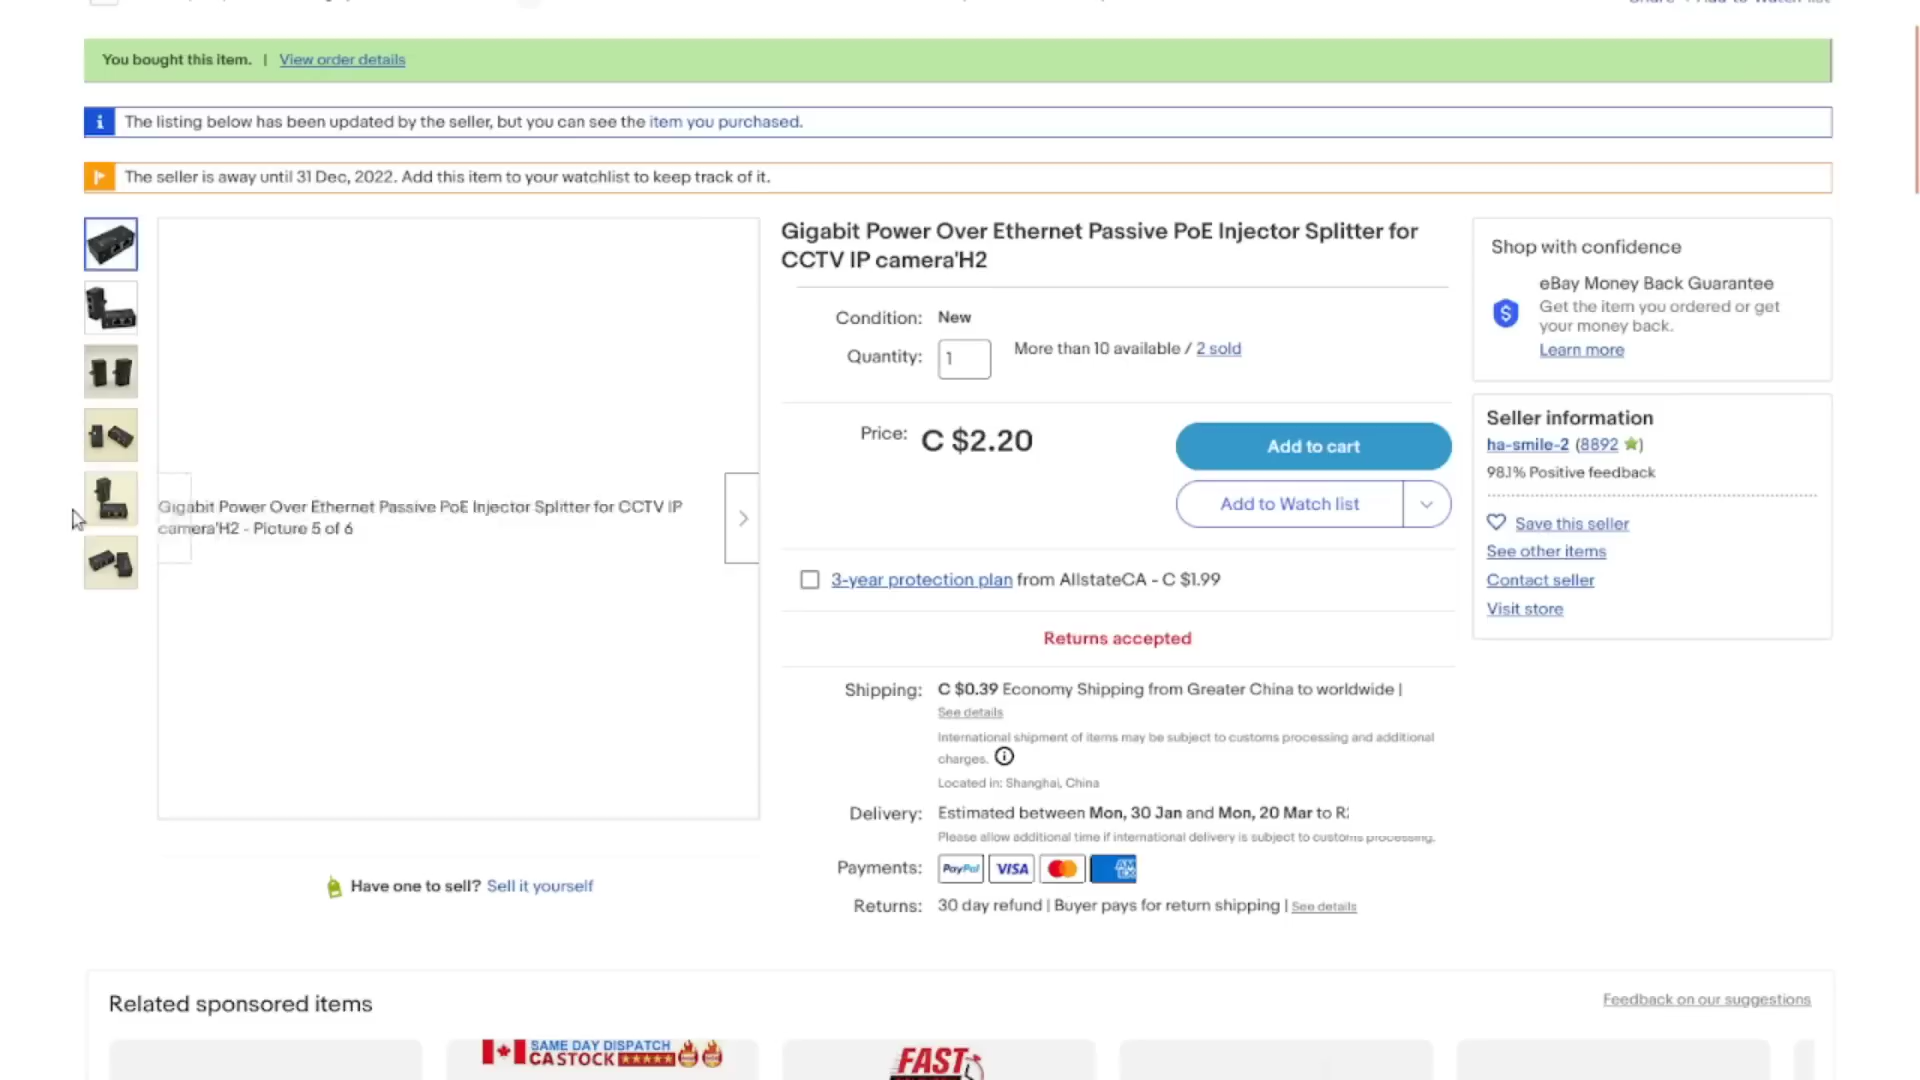 You bought this item. | View order details
The listing below has been updated by the seller, but you can see the item you purchased.
The seller is away until 31 Dec, 2022. Add this item to your watchlist to keep track of it.
Gigabit Power Over Ethernet Passive PoE Injector Splitter for CCTV IP
camera'H2 - Picture 5 of 6
Have one to sell? Sell it yourself
Gigabit Power Over Ethernet Passive PoE Injector Splitter for
CCTV IP camera'H2
Condition: New
Quantity: 1 More than 10 available / 2 sold
Price: C $2.20
Add to cart
Add to Watch list
3-year protection plan from AllstateCA - C $1.99
Returns accepted
Shipping: C $0.39 Economy Shipping from Greater China to worldwide |
See details
International shipment of items may be subject to customs processing and additional
charges.
Located in: Shanghai, China
Delivery: Estimated between Mon, 30 Jan and Mon, 20 Mar to
Please allow additional time if international delivery is subject to customs processing.
Payments: PayPal VISA AM EX
Returns: 30 day refund | Buyer pays for return shipping | See details
Shop with confidence
eBay Money Back Guarantee
Get the item you ordered or get
your money back.
Learn more
Seller information
ha-smile-2 (8892)
98.1% Positive feedback
Save this seller
See other items
Contact seller
Visit store
Related sponsored items
Feedback on our suggestions
SAME DAY DISPATCH
CA STOCK
FAST